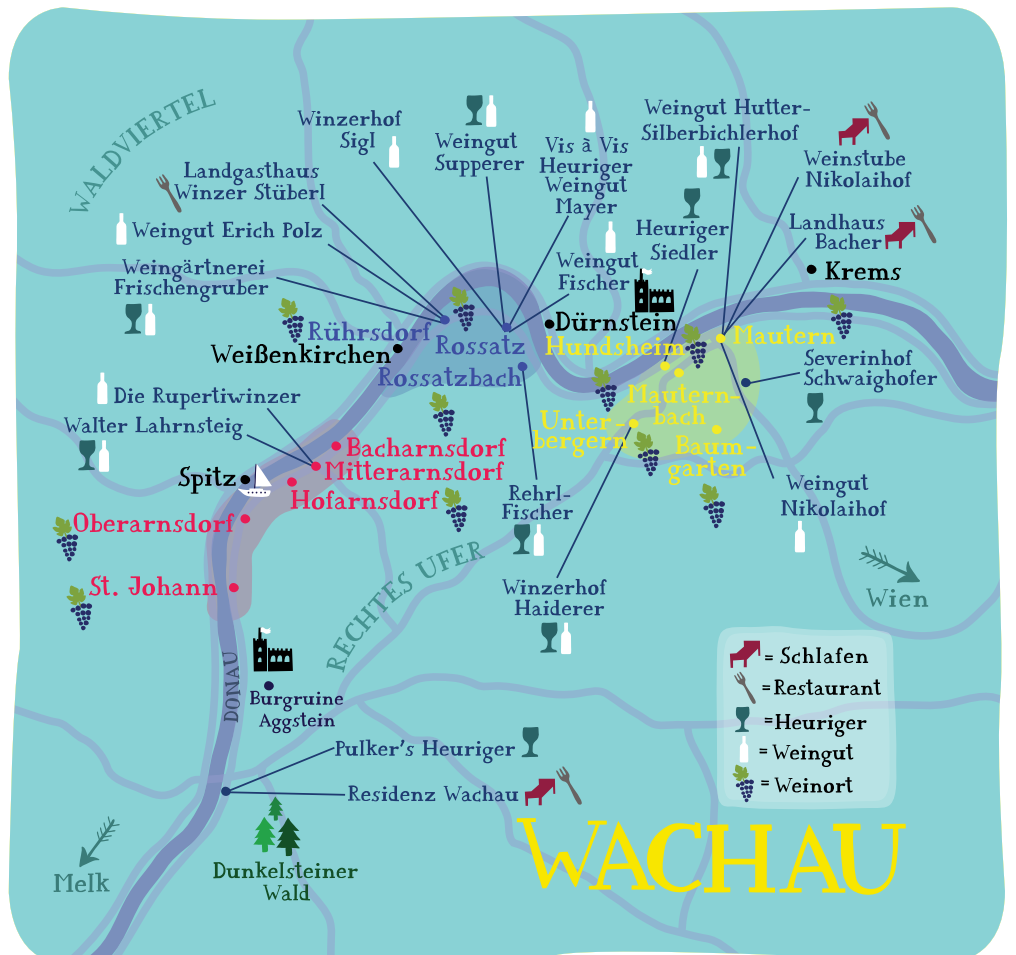 WALDVIERTEL
Winzerhof
Sigl
Weingut
Supperer
Vis à Vis
Heuriger
Weingut
Mayer
Weingut Hutter-
Silberbichlerhof
Weinstube
Nikolaihof
Landgasthaus
Winzer Stüberl
Weingut Erich Polz
Weingärtnerei
Frischengruber
Weingut
Fischer
Heuriger
Siedler
Landhaus
Bacher
Krems
Rührsdorf
Weißenkirchen
Rossatz
Rossatzbach
Dürnstein
Hundsheim
Mautern
Mautern-
bach
Unter-
bergern
Baum-
garten
Severinhof
Schwaighofer
Die Rupertiwinzer
Walter Lahrnsteig
Bacharnsdorf
Mitterarnsdorf
Hofarnsdorf
Spitz
Oberarnsdorf
St. Johann
Rehrl-
Fischer
Weingut
Nikolaihof
RECHTES UFER
Winzerhof
Haiderer
Wien
DONAU
Burgruine
Aggstein
Pulker's Heuriger
Residenz Wachau
= Schlafen
=Restaurant
=Heuriger
= Weingut
= Weinort
WACHAU
Melk
Dunkelsteiner
Wald